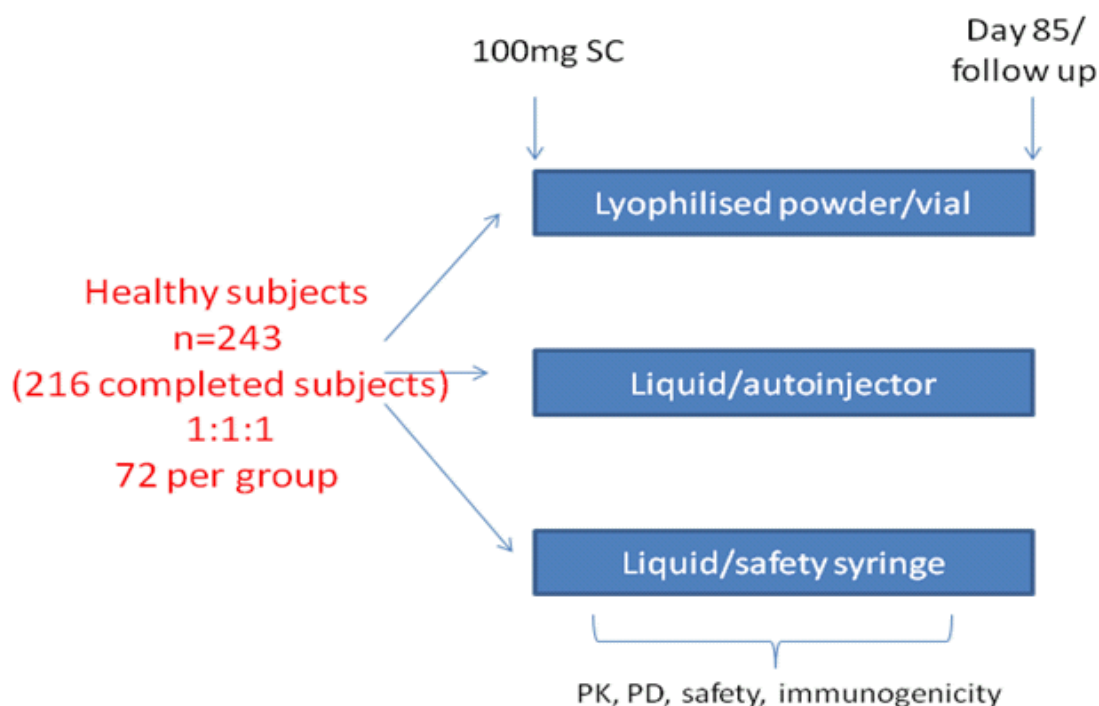 100mg SC
Day 85/
follow up
Lyophilised powder/vial
Healthy subjects
n=243
(216 completed subjects)
1:1:1
72 per group
Liquid/autoinjector
Liquid/safety syringe
PK, PD, safety, immunogenicity